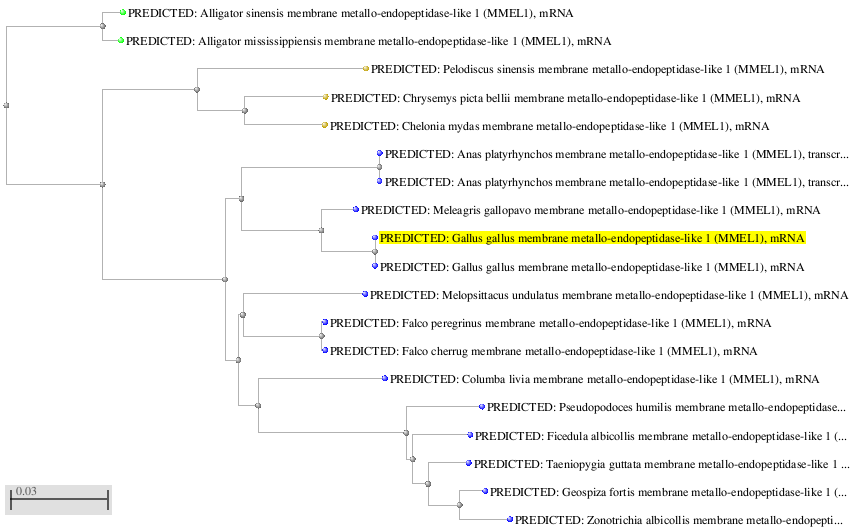 PREDICTED: Alligator sinensis membrane metallo-endopeptidase-like 1 (MMEL1), mRNA
PREDICTED: Alligator mississippiensis membrane metallo-endopeptidase-like 1 (MMEL1), mRNA
PREDICTED: Pelodiscus sinensis membrane metallo-endopeptidase-like 1 (MMEL1), mRNA
PREDICTED: Chrysemys picta bellii membrane metallo-endopeptidase-like 1 (MMEL1), mRNA
PREDICTED: Chelonia mydas membrane metallo-endopeptidase-like 1 (MMEL1), mRNA
PREDICTED: Anas platyrhynchos membrane metallo-endopeptidase-like 1 (MMEL1), transcr...
PREDICTED: Anas platyrhynchos membrane metallo-endopeptidase-like 1 (MMEL1), transcr...
PREDICTED: Meleagris gallopavo membrane metallo-endopeptidase-like 1 (MMEL1), mRNA
PREDICTED: Gallus gallus membrane metallo-endopeptidase-like 1 (MMEL1), mRNA
PREDICTED: Gallus gallus membrane metallo-endopeptidase-like 1 (MMEL1), mRNA
PREDICTED: Melopsittacus undulatus membrane metallo-endopeptidase-like 1 (MMEL1), mRNA
PREDICTED: Falco peregrinus membrane metallo-endopeptidase-like 1 (MMEL1), mRNA
PREDICTED: Falco cherrug membrane metallo-endopeptidase-like 1 (MMEL1), mRNA
PREDICTED: Columba livia membrane metallo-endopeptidase-like 1 (MMEL1), mRNA
PREDICTED: Pseudopodoces humilis membrane metallo-endopeptidase...
PREDICTED: Ficedula albicollis membrane metallo-endopeptidase-like 1 (...
PREDICTED: Taeniopygia guttata membrane metallo-endopeptidase-like 1 ...
PREDICTED: Geospiza fortis membrane metallo-endopeptidase-like 1 (...
PREDICTED: Zonotrichia albicollis membrane metallo-endopepti...
0.03